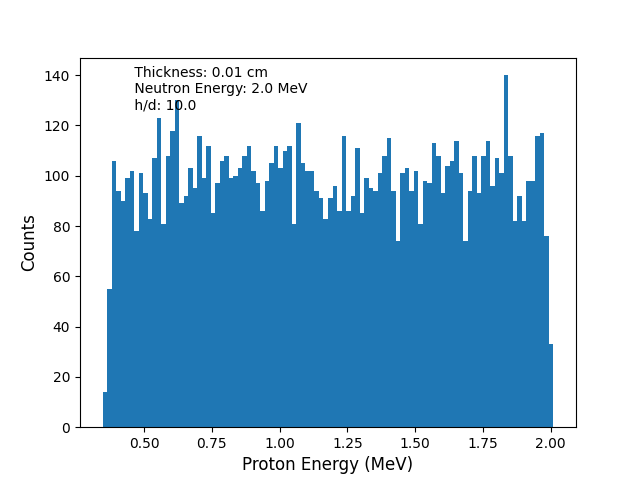 Thickness: 0.01 cm
Neutron Energy: 2.0 MeV
h/d: 10.0
140
120
100
80
60
40
20
0
Counts
0.50 0.75 1.00 1.25 1.50 1.75 2.00
Proton Energy (MeV)